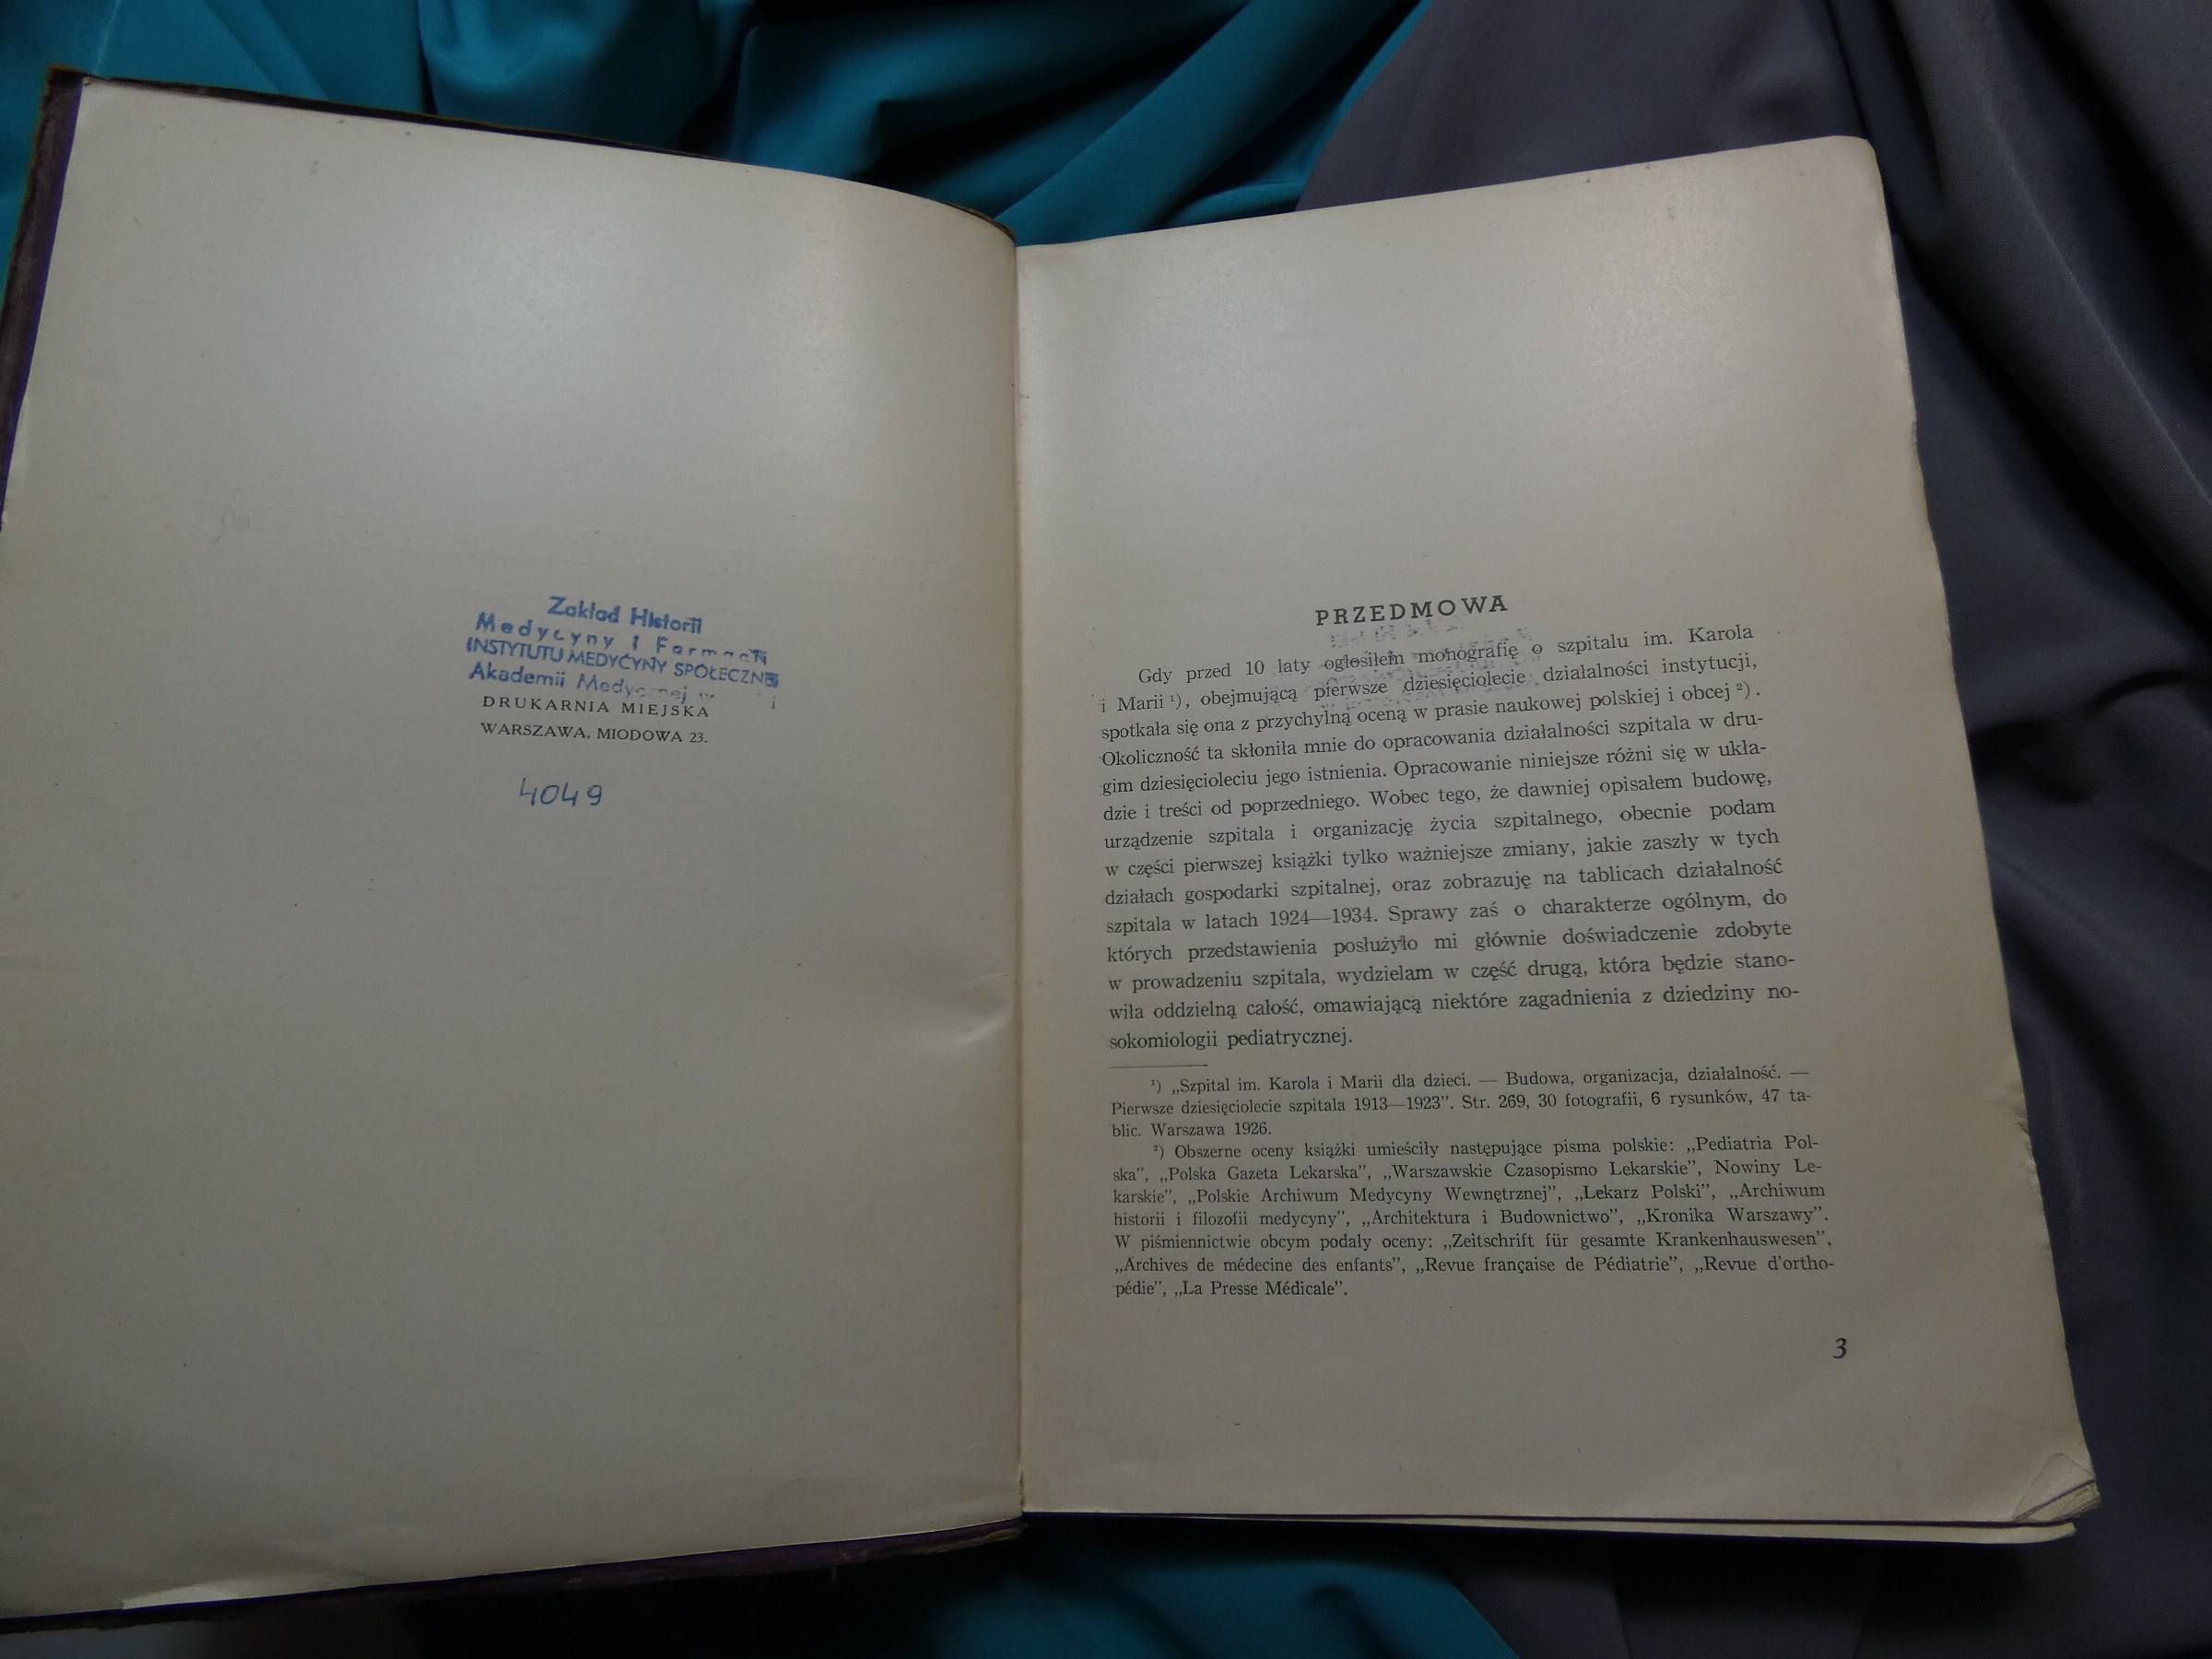 Zakład Historii
Medycyny i Farmacji
INSTYTUTU MEDYCYNY SPOŁECZNEJ
Akademii Medycznej w
DRUKARNIA MIEJSKA
WARSZAWA, MIODOWA 23.
4049
PRZEDMOWA
Gdy przed 10 laty ogłosiłem monografię o szpitalu im. Karola
i Marii ¹), obejmującą pierwsze dziesięciolecie działalności instytucji,
spotkała się ona z przychylną oceną w prasie naukowej polskiej i obcej ²).
Okoliczność ta skłoniła mnie do opracowania działalności szpitala w dru-
gim dziesięcioleciu jego istnienia. Opracowanie niniejsze różni się w ukła-
dzie i treści od poprzedniego. Wobec tego, że dawniej opisałem budowę,
urządzenie szpitala i organizację życia szpitalnego, obecnie podam
w części pierwszej książki tylko ważniejsze zmiany, jakie zaszły w tych
działach gospodarki szpitalnej, oraz zobrazuję na tablicach działalność
szpitala w latach 1924—1934. Sprawy zaś o charakterze ogólnym, do
których przedstawienia posłużyło mi głównie doświadczenie zdobyte
w prowadzeniu szpitala, wydzielam w część drugą, która będzie stano-
wiła oddzielną całość, omawiającą niektóre zagadnienia z dziedziny no-
sokomiologii pediatrycznej.
¹) „Szpital im. Karola i Marii dla dzieci. — Budowa, organizacja, działalność. —
Pierwsze dziesięciolecie szpitala 1913—1923”. Str. 269, 30 fotografii, 6 rysunków, 47 ta-
blic. Warszawa 1926.
²) Obszerne oceny książki umieściły następujące pisma polskie: „Pediatria Pol-
ska”, „Polska Gazeta Lekarska”, „Warszawskie Czasopismo Lekarskie”, Nowiny Le-
karskie”, „Polskie Archiwum Medycyny Wewnętrznej”, „Lekarz Polski”, „Archiwum
historii i filozofii medycyny”, „Architektura i Budownictwo”, „Kronika Warszawy”.
W piśmiennictwie obcym podały oceny: „Zeitschrift für gesamte Krankenhauswesen”,
„Archives de médecine des enfants”, „Revue française de Pédiatrie”, „Revue d'ortho-
pédie”, „La Presse Médicale”.
3